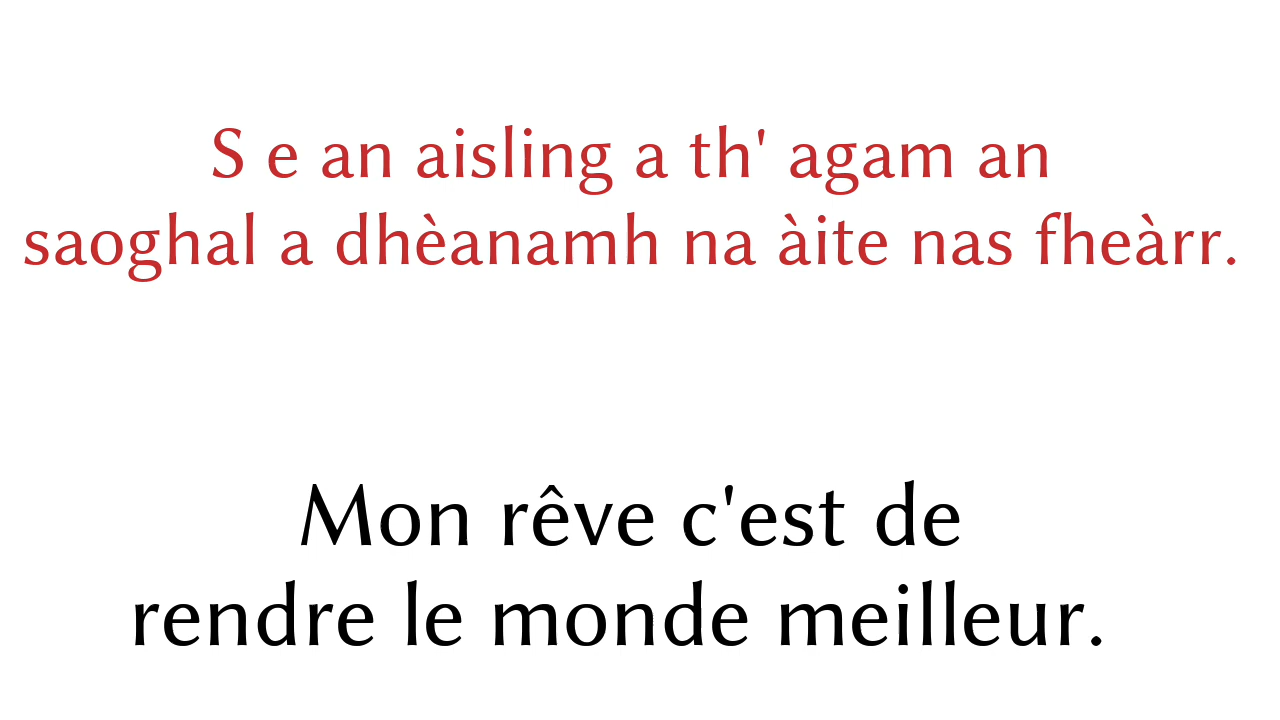 S e an aisling a th' agam an
saoghal a dhèanamh na àite nas fheàrr.
Mon rêve c'est de
rendre le monde meilleur.